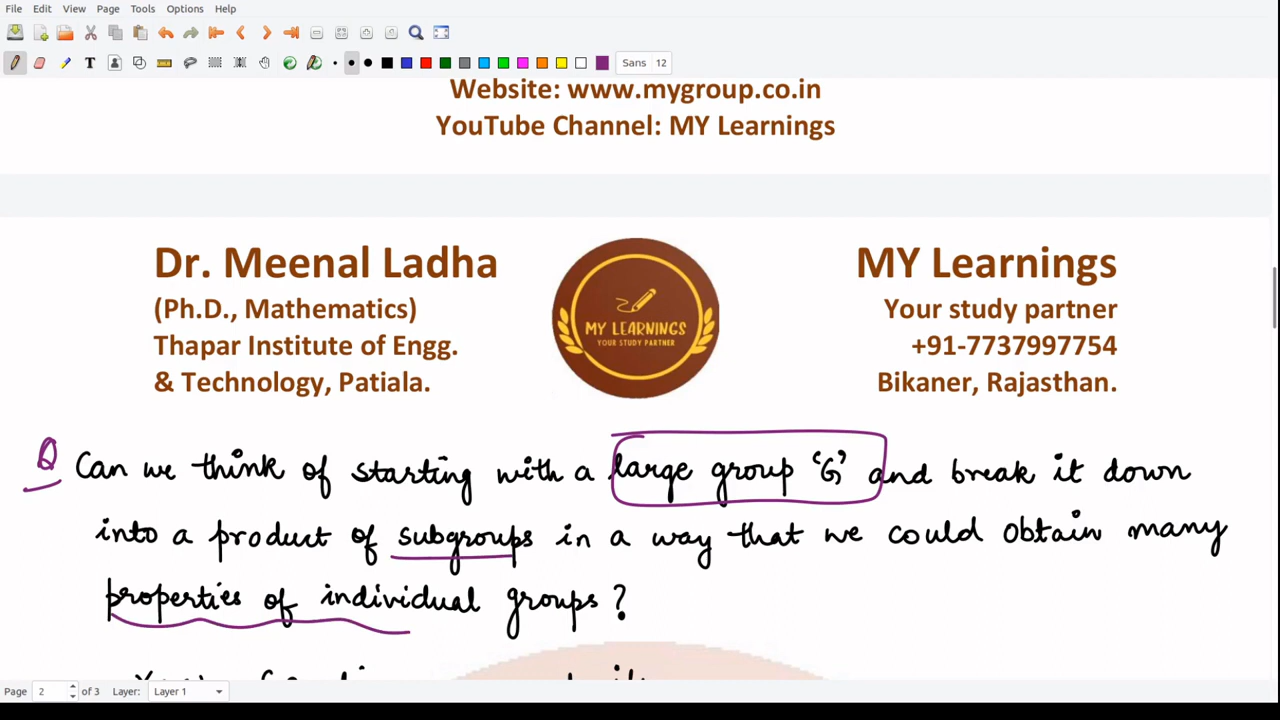 File Edit View Page Tools Options Help
T Sans 12
Website: www.mygroup.co.in
YouTube Channel: MY Learnings
Dr. Meenal Ladha
(Ph.D., Mathematics)
Thapar Institute of Engg.
& Technology, Patiala.
MY LEARNINGS
YOUR STUDY PARTNER
MY Learnings
Your study partner
+91-7737997754
Bikaner, Rajasthan.
Q Can we think of starting with a large group 'G' and break it down
into a product of subgroups in a way that we could obtain many
properties of individual groups?
Page 2 of 3 Layer: Layer 1